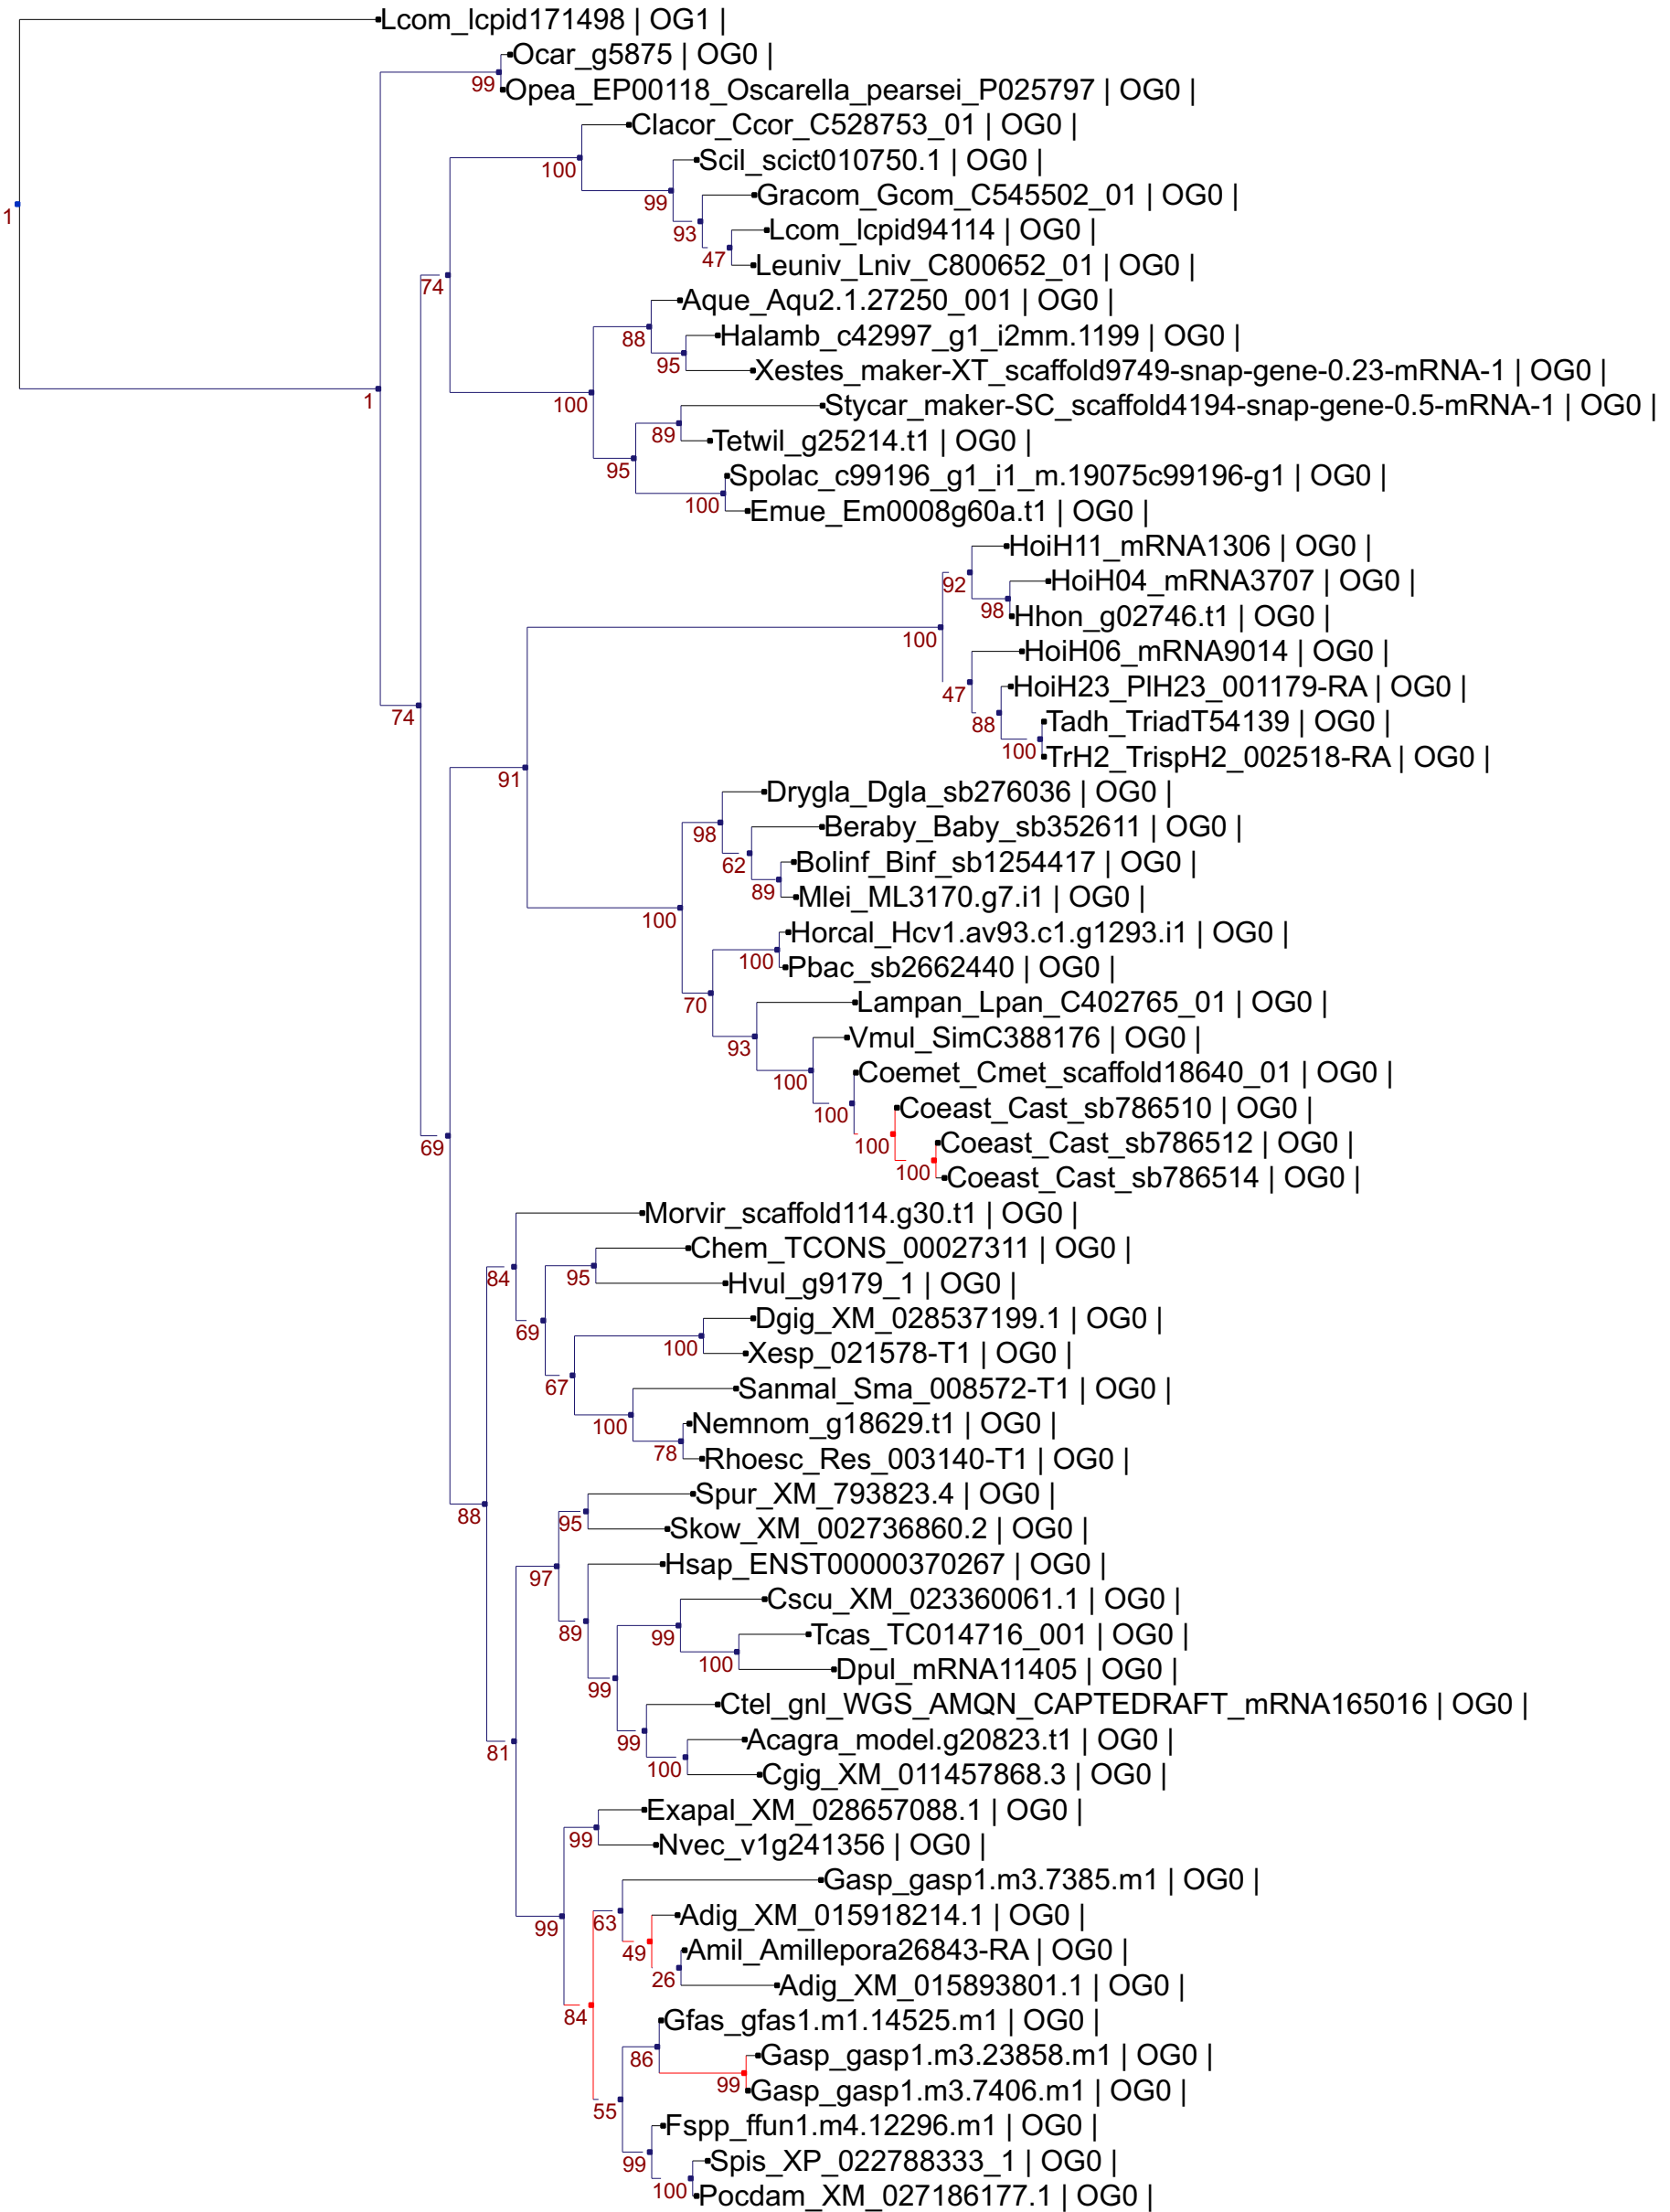 Lcom_lcpid171498 | OG1 |
Ocar_g5875 | OG0 |
99
Opea_EP00118_Oscarella_pearsei_P025797 | OG0 |
Clacor_Ccor_C528753_01 | OG0 |
Scil_scict010750.1 | OG0 |
100
Gracom_Gcom_C545502_01 | OG0 |
99
1
Lcom_lcpid94114 | OG0 |
93
Leuniv_Lniv_C800652_01 | OG0 |
47
74
Aque_Aqu2.1.27250_001 | OG0 |
Halamb_c42997_g1_i2mm.1199 | OG0 |
88
Xestes_maker-XT_scaffold9749-snap-gene-0.23-mRNA-1 | OG0 |
95
1
100
Stycar_maker-SC_scaffold4194-snap-gene-0.5-mRNA-1 | OG0 |
89
Tetwil_g25214.t1 | OG0 |
95
Spolac_c99196_g1_i1_m.19075c99196-g1 | OG0 |
100
Emue_Em0008g60a.t1 | OG0 |
HoiH11_mRNA1306 | OG0 |
92
HoiH04_mRNA3707 | OG0 |
98
Hhon_g02746.t1 | OG0 |
100
HoiH06_mRNA9014 | OG0 |
47
HoiH23_PlH23_001179-RA | OG0 |
74
88
Tadh_TriadT54139 | OG0 |
100
TrH2_TrispH2_002518-RA | OG0 |
91
Drygla_Dgla_sb276036 | OG0 |
98
Beraby_Baby_sb352611 | OG0 |
62
Bolinf_Binf_sb1254417 | OG0 |
89
Mlei_ML3170.g7.i1 | OG0 |
100
Horcal_Hcv1.av93.c1.g1293.i1 | OG0 |
100
Pbac_sb2662440 | OG0 |
70
Lampan_Lpan_C402765_01 | OG0 |
93
Vmul_SimC388176 | OG0 |
100
Coemet_Cmet_scaffold18640_01 | OG0 |
100
Coeast_Cast_sb786510 | OG0 |
69
100
Coeast_Cast_sb786512 | OG0 |
100
Coeast_Cast_sb786514 | OG0 |
Morvir_scaffold114.g30.t1 | OG0 |
Chem_TCONS_00027311 | OG0 |
84
95
Hvul_g9179_1 | OG0 |
Dgig_XM_028537199.1 | OG0 |
69
100
Xesp_021578-T1 | OG0 |
67
Sanmal_Sma_008572-T1 | OG0 |
100
Nemnom_g18629.t1 | OG0 |
78
Rhoesc_Res_003140-T1 | OG0 |
Spur_XM_793823.4 | OG0 |
88
95
Skow_XM_002736860.2 | OG0 |
Hsap_ENST00000370267 | OG0 |
97
Cscu_XM_023360061.1 | OG0 |
89
99
Tcas_TC014716_001 | OG0 |
100
Dpul_mRNA11405 | OG0 |
99
Ctel_gnl_WGS_AMQN_CAPTEDRAFT_mRNA165016 | OG0 |
99
81
Acagra_model.g20823.t1 | OG0 |
100
Cgig_XM_011457868.3 | OG0 |
Exapal_XM_028657088.1 | OG0 |
99
Nvec_v1g241356 | OG0 |
Gasp_gasp1.m3.7385.m1 | OG0 |
99
63
Adig_XM_015918214.1 | OG0 |
49
Amil_Amillepora26843-RA | OG0 |
26
Adig_XM_015893801.1 | OG0 |
84
Gfas_gfas1.m1.14525.m1 | OG0 |
86
Gasp_gasp1.m3.23858.m1 | OG0 |
99
Gasp_gasp1.m3.7406.m1 | OG0 |
55
Fspp_ffun1.m4.12296.m1 | OG0 |
99
Spis_XP_022788333_1 | OG0 |
100
Pocdam_XM_027186177.1 | OG0 |